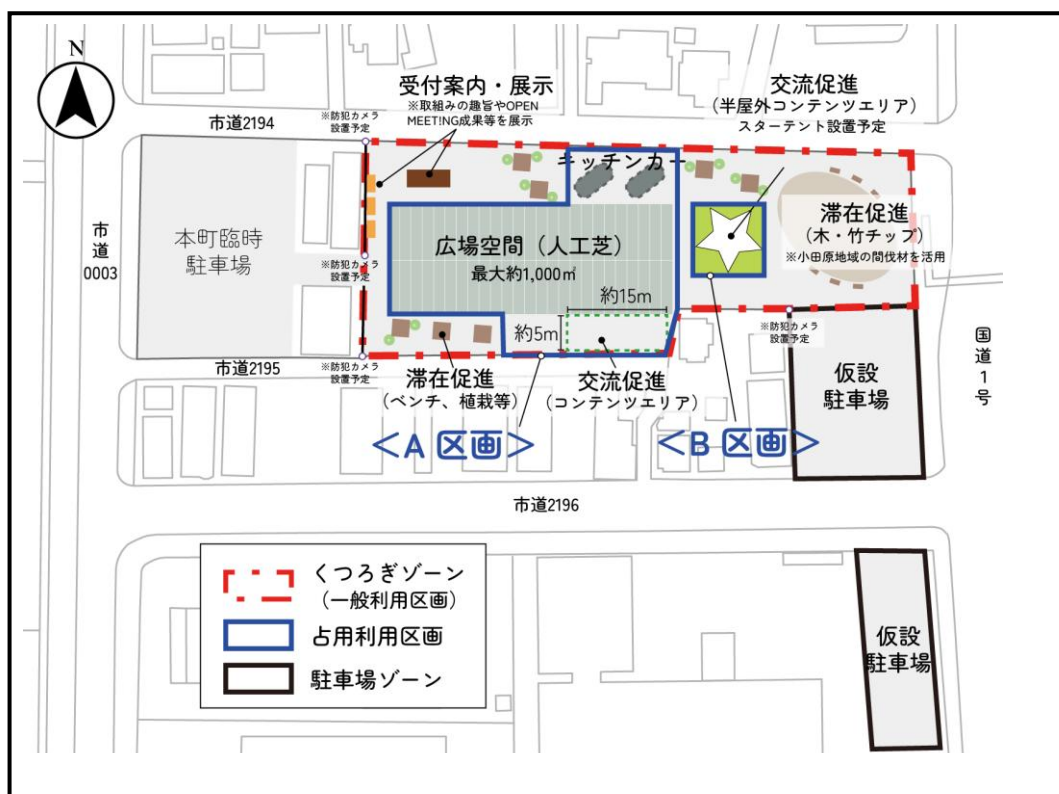 N
受付案内・展示
※取組みの趣旨やOPEN
MEET!NG成果等を展示
交流促進
（半屋外コンテンツエリア）
スターテント設置予定
市道2194
※防犯カメラ
設置予定
キッチンカー
市道
0003
本町臨時
駐車場
広場空間（人工芝）
最大約1,000㎡
滞在促進
（木・竹チップ）
※小田原地域の間伐材を活用
※防犯カメラ
設置予定
約15m
約5m
※防犯カメラ
設置予定
国道1号
市道2195
※防犯カメラ
設置予定
滞在促進
（ベンチ、植栽等）
交流促進
（コンテンツエリア）
仮設
駐車場
＜A 区画＞
＜B 区画＞
市道2196
くつろぎゾーン
（一般利用区画）
占用利用区画
駐車場ゾーン
仮設
駐車場